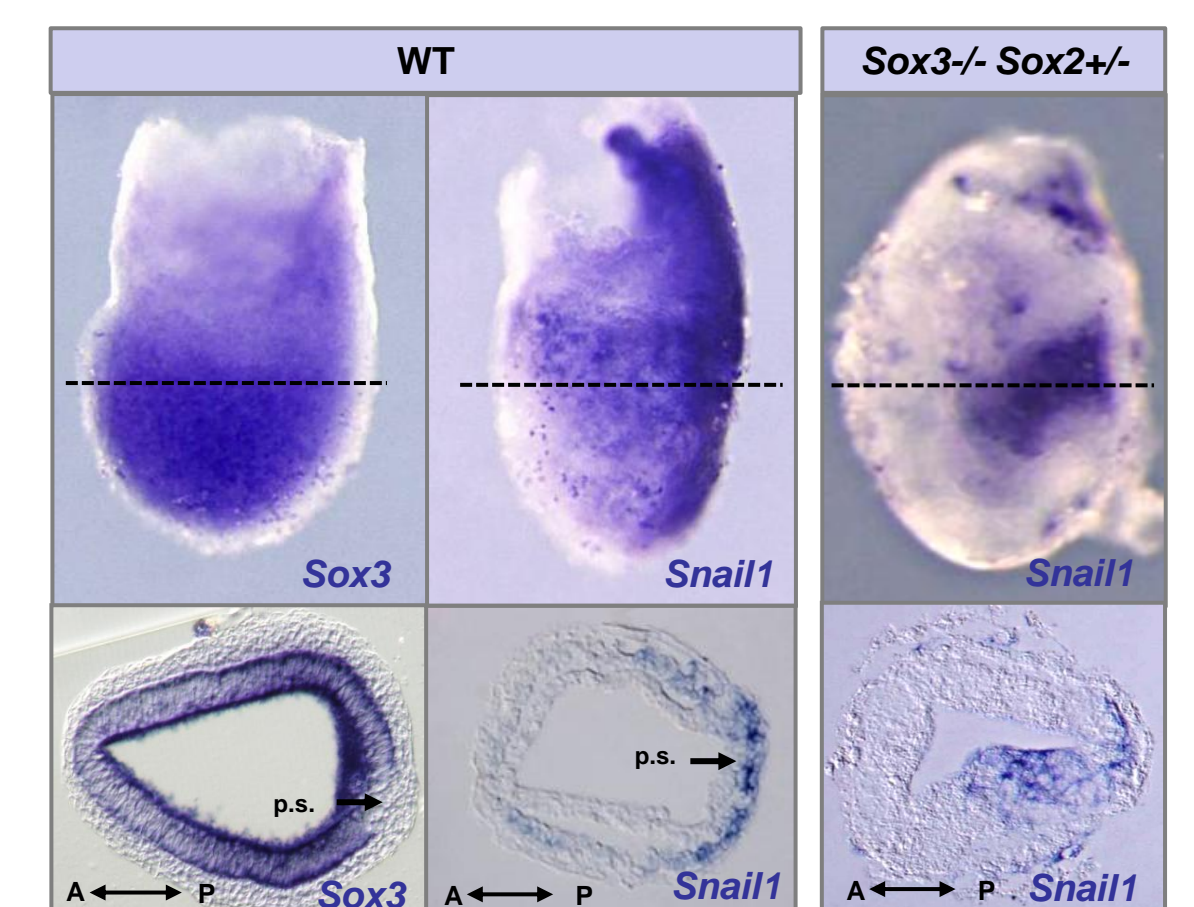 WT
Sox3-/- Sox2+/-
Sox3
Snail1
Snail1
p.s.
A P Sox3
p.s.
A P Snail1
A P Snail1